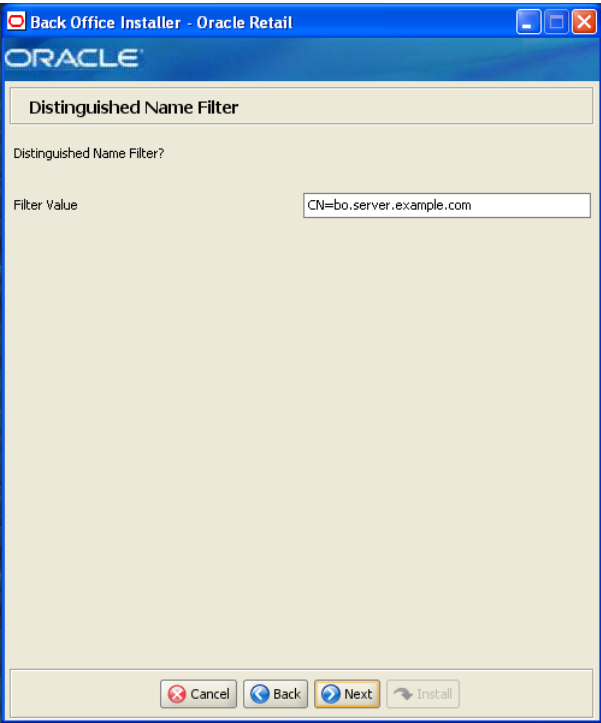 Back Office Installer - Oracle Retail
ORACLE
Distinguished Name Filter
Distinguished Name Filter?
Filter Value CN=bo.server.example.com
Cancel Back Next Install